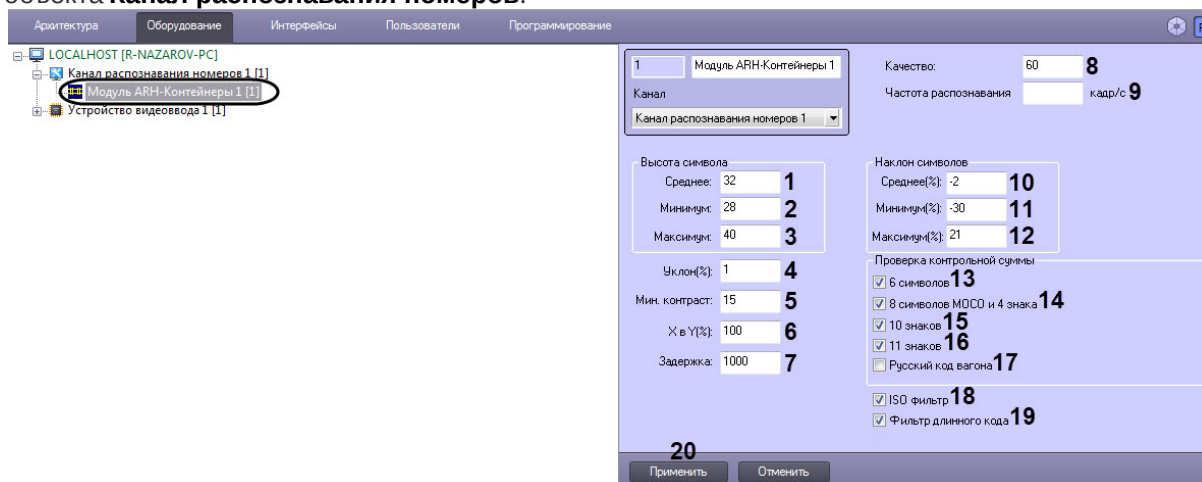 объекта Канал распознавания номеров.
Архитектура Оборудование Интерфейсы Пользователи Программирование
LOCALHOST [R-NAZAROV-PC]
Канал распознавания номеров 1 [1]
Модуль ARH-Контейнеры 1 [1]
Устройство видеоввода 1 [1]
1 Модуль ARH-Контейнеры 1
Канал
Канал распознавания номеров 1
Качество: 60 8
Частота распознавания кадр/с 9
Высота символа
Среднее: 32 1
Минимум: 28 2
Максимум: 40 3
Уклон(%): 1 4
Мин. контраст: 15 5
X в Y(%): 100 6
Задержка: 1000 7
Наклон символов
Среднее(%): -2 10
Минимум(%): -30 11
Максимум(%): 21 12
Проверка контрольной суммы
6 символов 13
8 символов МОСО и 4 знака 14
10 знаков 15
11 знаков 16
Русский код вагона 17
ISO фильтр 18
Фильтр длинного кода 19
20
Применить Отменить